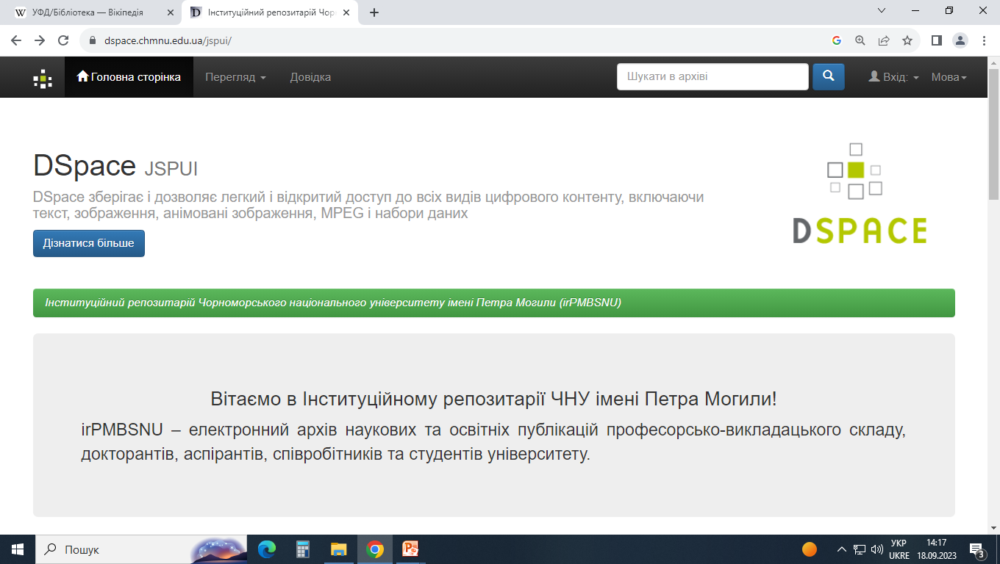 УФД/Бібліотека — Вікіпедія
Інституційний репозитарій Чор
dspace.chmnu.edu.ua/jspui/
Головна сторінка Перегляд Довідка Шукати в архіві Вхід: Мова
DSpace JSPUI
DSpace зберігає і дозволяє легкий і відкритий доступ до всіх видів цифрового контенту, включаючи
текст, зображення, анімовані зображення, MPEG і набори даних
Дізнатися більше
DSPACE
Інституційний репозитарій Чорноморського національного університету імені Петра Могили (irPMBSNU)
Вітаємо в Інституційному репозитарії ЧНУ імені Петра Могили!
irPMBSNU – електронний архів наукових та освітніх публікацій професорсько-викладацького складу,
докторантів, аспірантів, співробітників та студентів університету.
Пошук
УКР
UKRE
14:17
18.09.2023
3